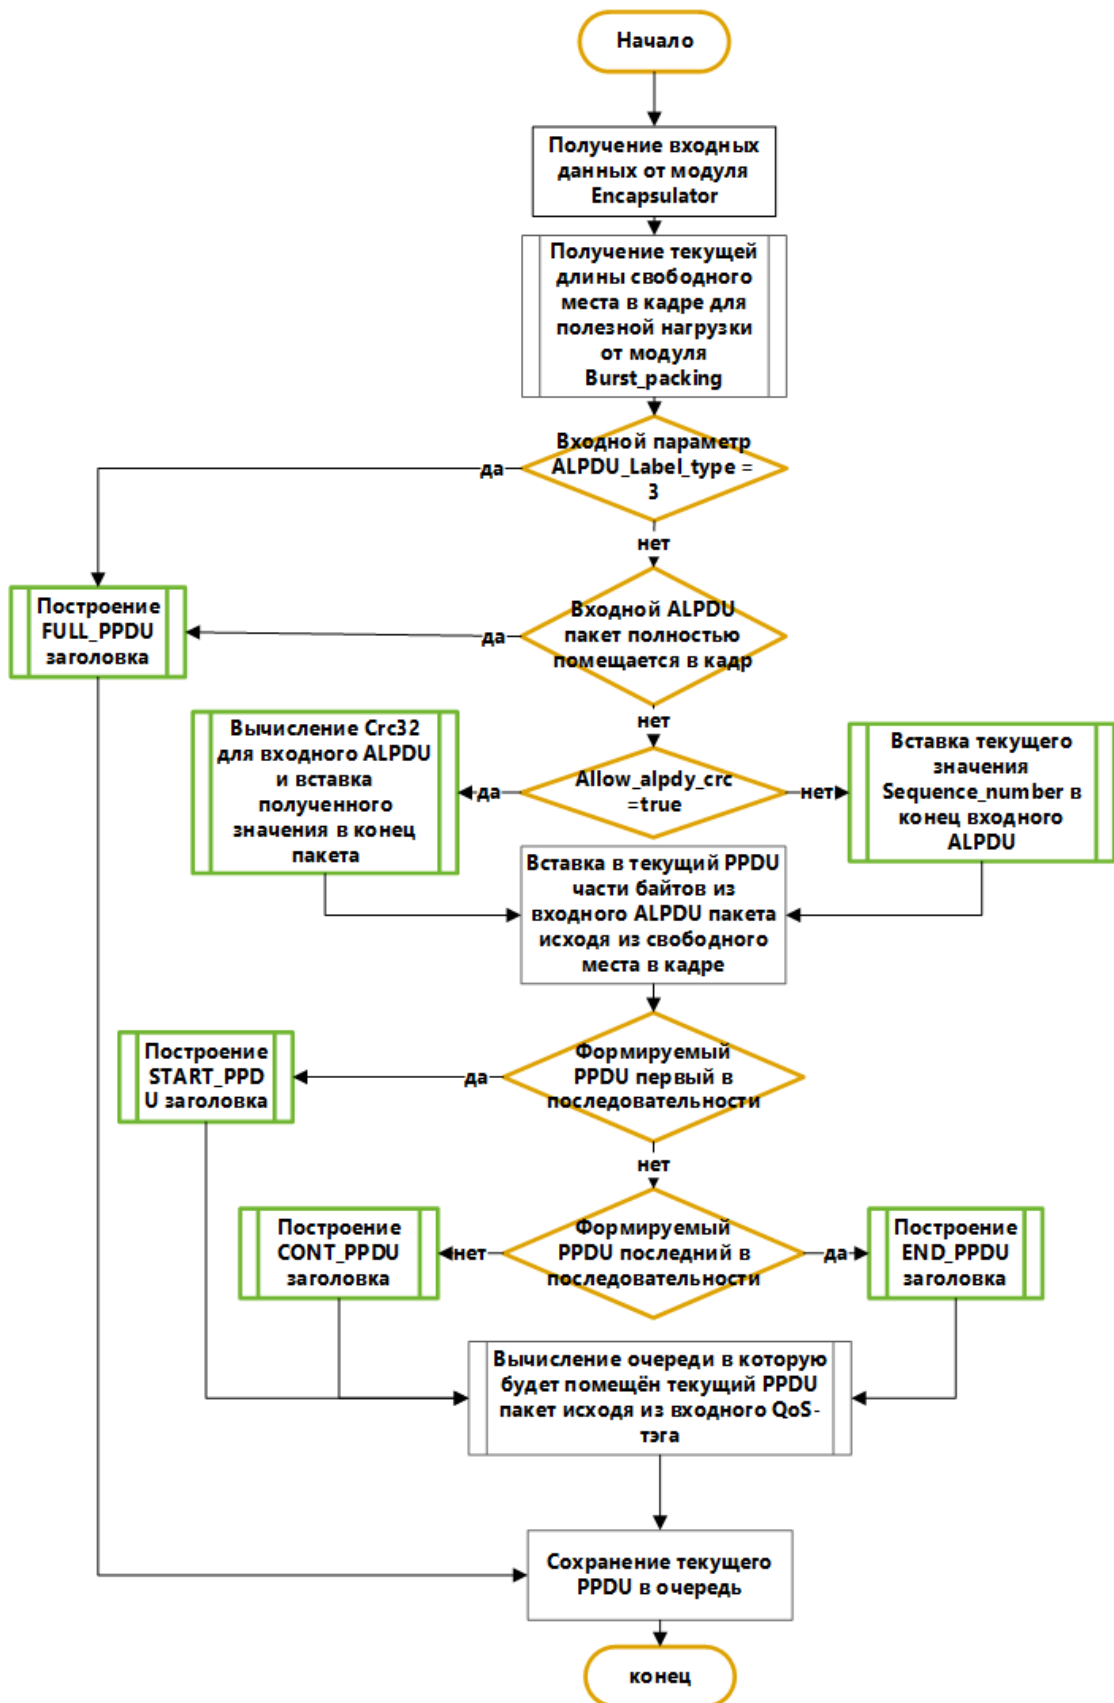 Начало
Получение входных
данных от модуля
Encapsulator
Получение текущей
длины свободного
места в кадре для
полезной нагрузки
от модуля
Burst_packing
Входной параметр
ALPDU_Label_type =
3
да
нет
Построение
FULL_PPDU
заголовка
Входной ALPDU
пакет полностью
помещается в кадр
да
нет
Вычисление Crc32
для входного ALPDU
и вставка
полученного
значения в конец
пакета
да
Allow_alpdy_crc
=true
нет
Вставка текущего
значения
Sequence_number в
конец входного
ALPDU
Вставка в текущий PPDU
части байтов из
входного ALPDU пакета
исходя из свободного
места в кадре
Построение
START_PPD
U заголовка
да
Формируемый
PPDU первый в
последовательности
нет
Построение
CONT_PPDU
заголовка
нет
Формируемый
PPDU последний в
последовательности
да
Построение
END_PPDU
заголовка
Вычисление очереди в которую
будет помещён текущий PPDU
пакет исходя из входного QoS-
тэга
Сохранение текущего
PPDU в очередь
конец